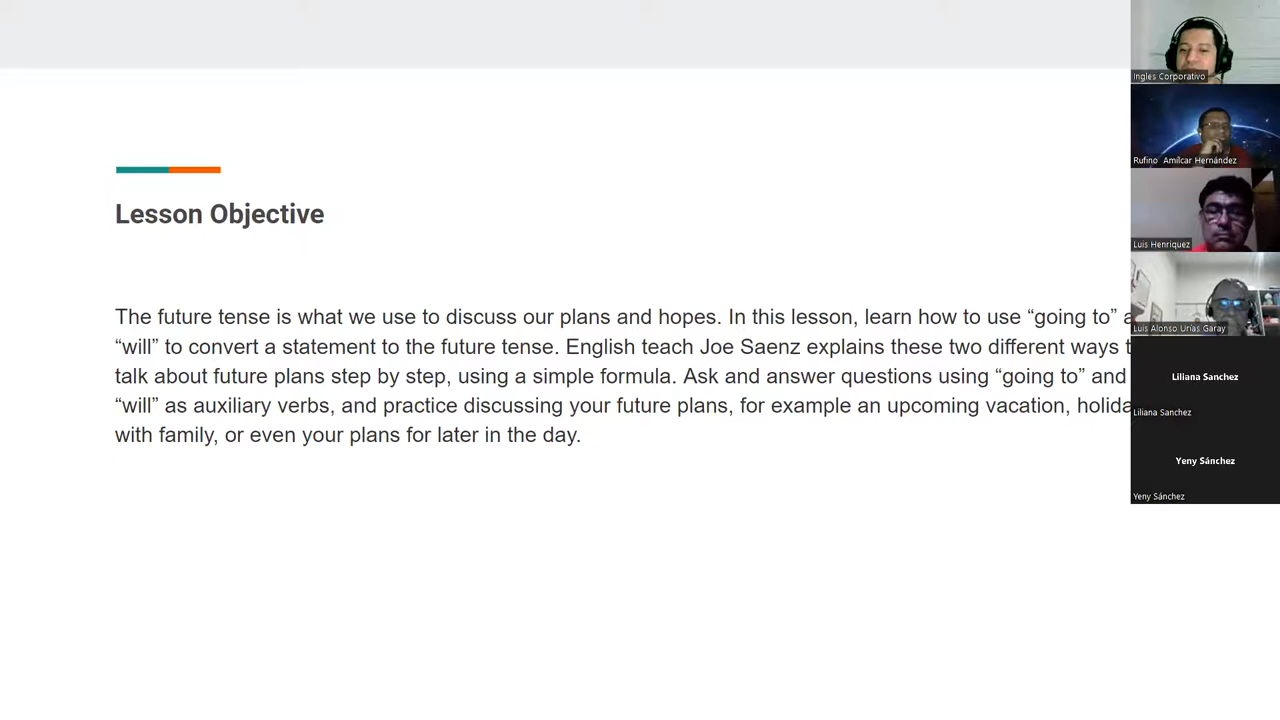 Lesson Objective
The future tense is what we use to discuss our plans and hopes. In this lesson, learn how to use “going to” a
“will” to convert a statement to the future tense. English teach Joe Saenz explains these two different ways t
talk about future plans step by step, using a simple formula. Ask and answer questions using “going to” and
“will” as auxiliary verbs, and practice discussing your future plans, for example an upcoming vacation, holida
with family, or even your plans for later in the day.
Ingles Corporativo
Rufino Amílcar Hernández
Luis Henriquez
Luis Alonso Urías Garay
Liliana Sanchez
Liliana Sanchez
Yeny Sánchez
Yeny Sánchez